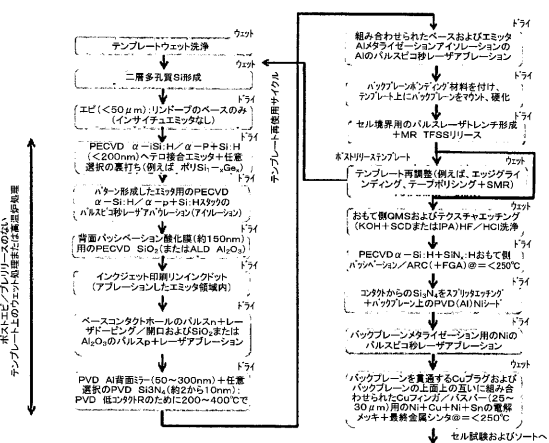 ウェット
テンプレートウェット洗浄
ウェット
二層多孔質Si形成
ドライ
エピ(<50μm):リンドープのベースのみ
(インサイチュエミッタなし)
ドライ
PECVD α-iSi:H/α-P+Si:H
(<200nm)ヘテロ接合エミッタ+任意
選択の裏打ち(例えば ポリSi₁₋ₓGeₓ)
ドライ
パターン形成したエミッタ用のPECVD
α-Si:H/α-p+Si:Hスタックの
パルスピコ秒レーザアバウレーション(アイソレーション)
ドライ
背面パッシベーション酸化膜(約150nm)
用のPECVD SiO₂(またはALD Al₂O₃)
ドライ
インクジェット印刷リンインクドット
(アブレーションしたエミッタ領域内)
ドライ
ベースコンタクトホールのパルスn+レー
ザドーピング/開口およびSiO₂または
Al₂O₃のパルスp+レーザアブレーション
ドライ
PVD Al背面ミラー(50~300nm)+任意
選択のPVD Si3N₄(約2から10nm):
PVD 低コンタクトRのために200~400℃で
ポストエピ/プレリリースのない
テンプレート上のウェット処理または高温炉処理
テンプレート再使用サイクル
ドライ
組み合わせられたベースおよびエミッタ
Alメタライゼーションアイソレーションの
Alのパルスピコ秒レーザアブレーション
ドライ
バックプレーンボンディング材料を付け、
テンプレート上にバックプレーンをマウント、硬化
ドライ
セル境界用のパルスレーザトレンチ形成
+MR TFSSリリース
ポストリリーステンプレート
ウェット
テンプレート再調整(例えば、エッジグラ
インディング、テープポリシング+SMR)
ウェット
おもて側QMSおよびテクスチャエッチング
(KOH+SCDまたはIPA)HF/HCl洗浄
ドライ
PECVDα-Si:H+SiNₓ:Hおもて側
パッシベーション/ARC(+FGA)@=<250℃
ドライ
コンタクトからのSi₃N₄をスプリッタエッチング
+バックプレーン上のPVD(Al)Niシード
ドライ
バックプレーンメタライゼーション用のNiの
パルスピコ秒レーザアブレーション
ウェット
バックプレーンを貫通するCuプラグおよび
バックプレーンの上面上の互いに組み合
わせられたCuフィンガ/バスバー(25~
30μm)用のNi+Cu+Ni+Snの電解
メッキ+最終金属シンタ@=<250℃
セル試験およびソートへ